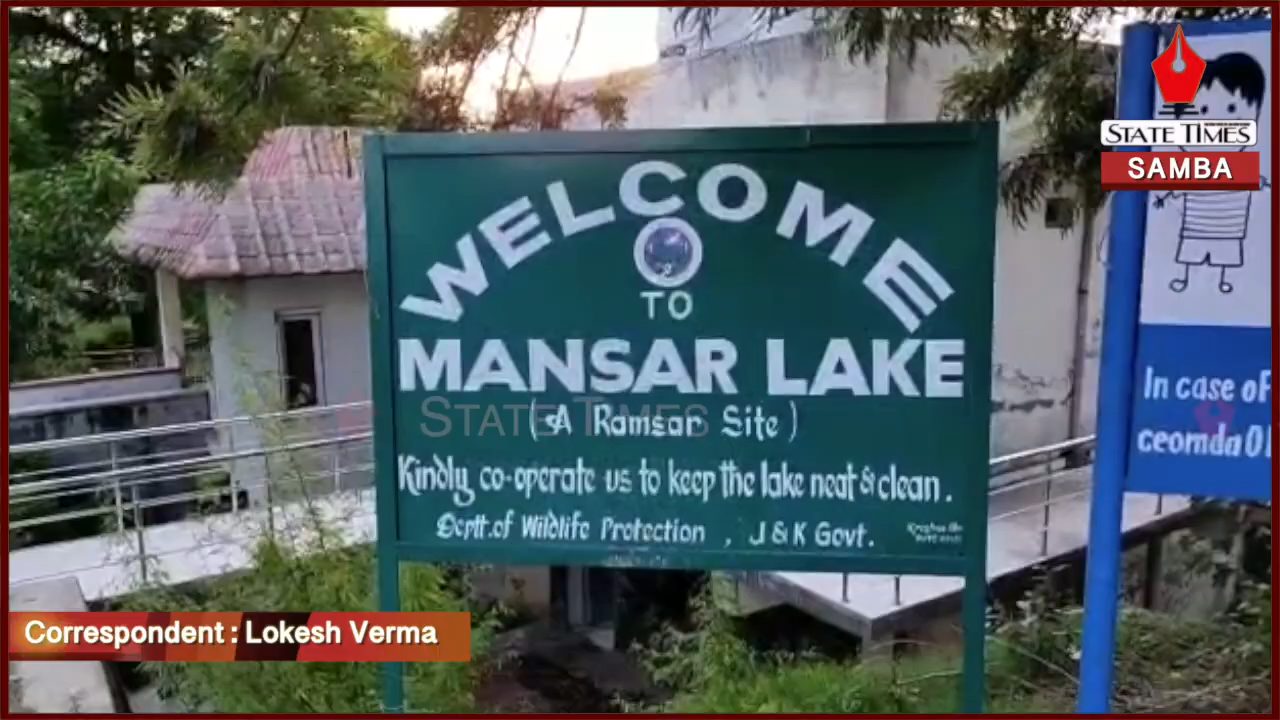 STATE TIMES
SAMBA
WELCOME
TO
MANSAR LAKE
(A Ramsar Site)
STATE TIMES
Kindly co-operate us to keep the lake neat & clean.
Deptt. of Wildlife Protection, J & K Govt.
In case of
Correspondent : Lokesh Verma